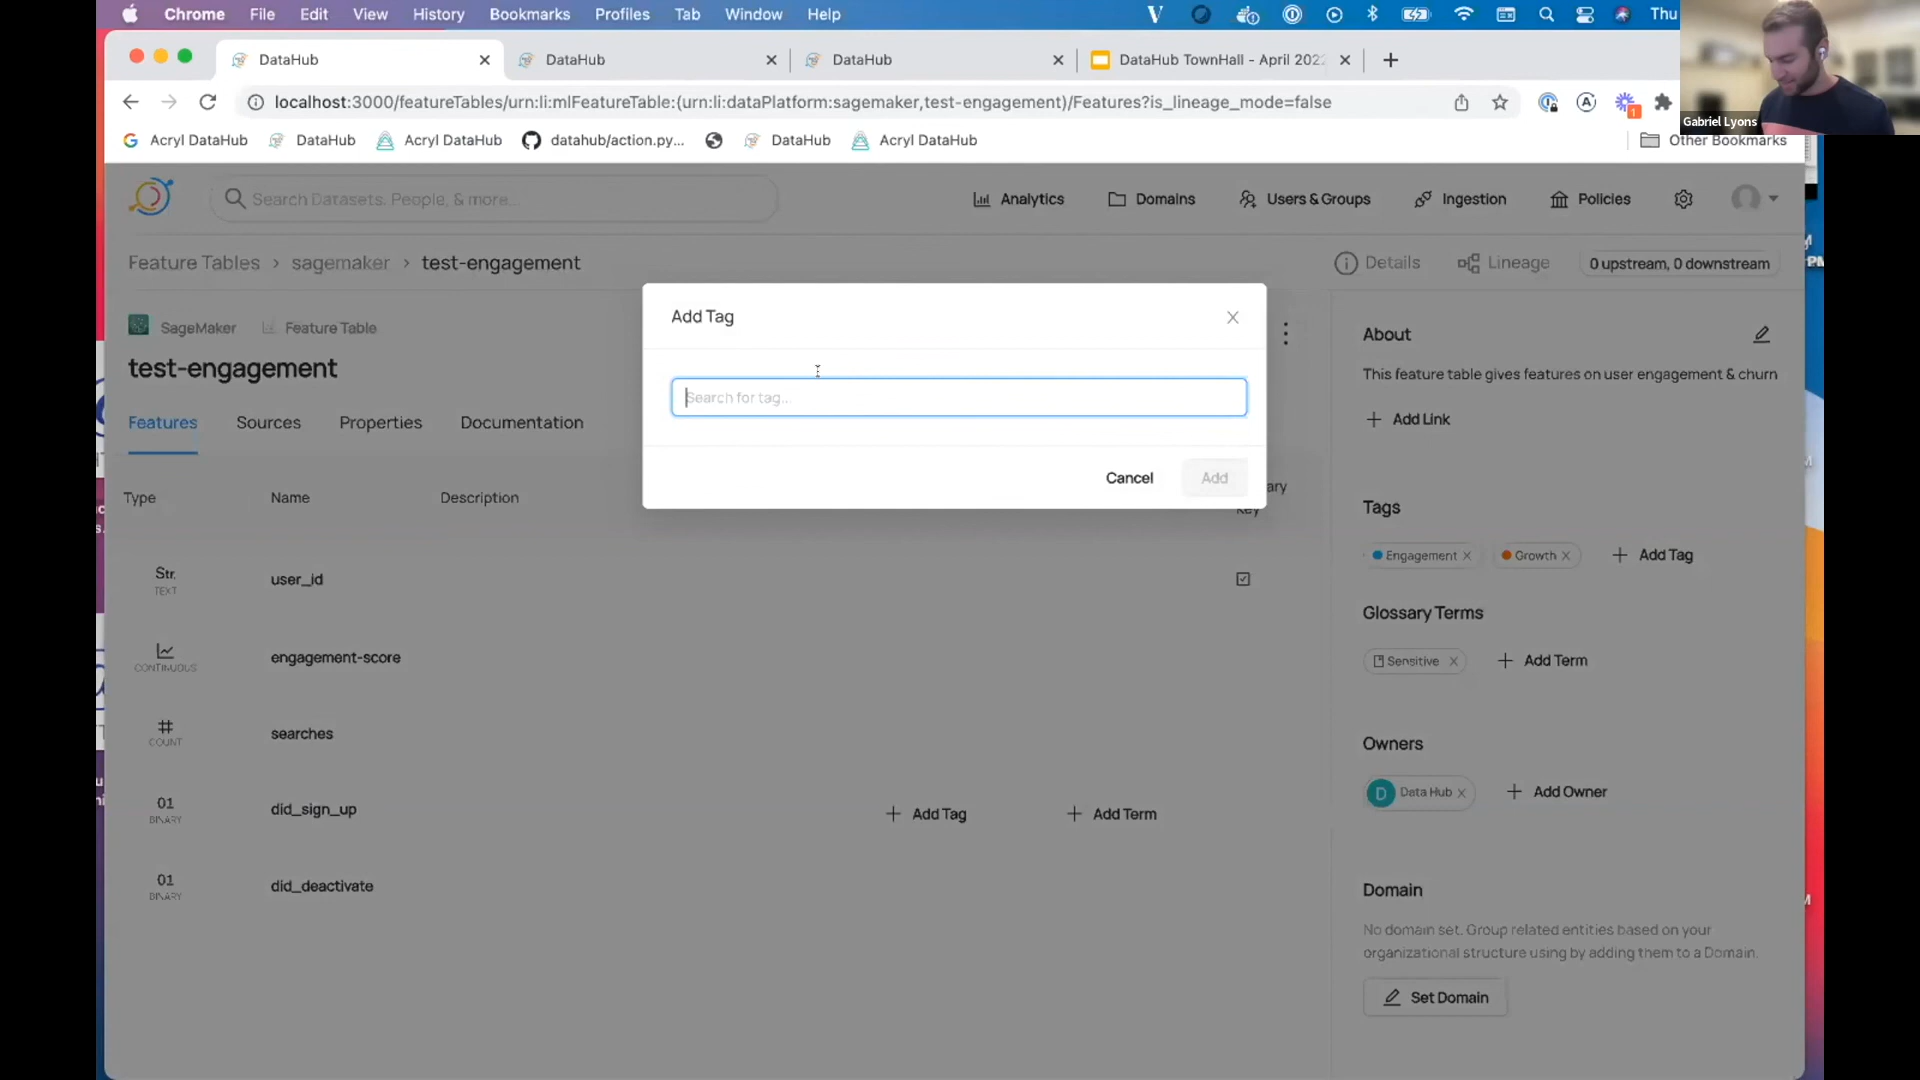 Chrome File Edit View History Bookmarks Profiles Tab Window Help Thu
DataHub DataHub DataHub DataHub TownHall - April 202
localhost:3000/featureTables/urn:li:mlFeatureTable:(urn:li:dataPlatform:sagemaker,test-engagement)/Features?is_lineage_mode=false
Gabriel Lyons
Acryl DataHub DataHub Acryl DataHub datahub/action.py... DataHub Acryl DataHub Other Bookmarks
Search Datasets, People, & more... Analytics Domains Users & Groups Ingestion Policies
Feature Tables > sagemaker > test-engagement Details Lineage 0 upstream, 0 downstream
Add Tag
SageMaker Feature Table
About
test-engagement
This feature table gives features on user engagement & churn
Search for tag...
+ Add Link
Features Sources Properties Documentation
Cancel Add
Type Name Description ary
Key
Tags
Engagement Growth + Add Tag
Str. user_id
TEXT
Glossary Terms
Sensitive + Add Term
engagement-score
CONTINUOUS
# searches
COUNT
Owners
D Data Hub + Add Owner
01 did_sign_up + Add Tag + Add Term
BINARY
01 did_deactivate
BINARY
Domain
No domain set. Group related entities based on your
organizational structure using by adding them to a Domain.
Set Domain